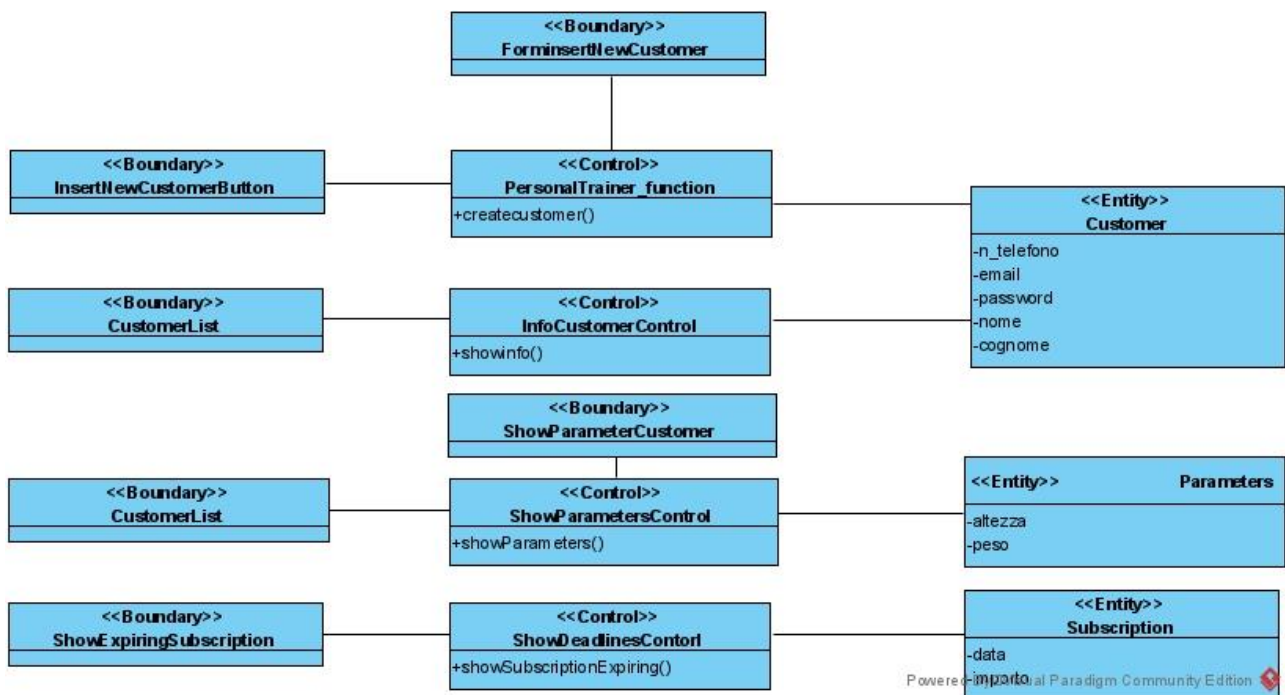 <<Boundary>>
ForminsertNewCustomer
<<Boundary>>
InsertNewCustomerButton
<<Control>>
PersonalTrainer_function
+createcustomer()
<<Entity>>
Customer
-n_telefono
-email
-password
-nome
-cognome
<<Boundary>>
CustomerList
<<Control>>
InfoCustomerControl
+showinfo()
<<Boundary>>
ShowParameterCustomer
<<Boundary>>
CustomerList
<<Control>>
ShowParametersControl
+showParameters()
<<Entity>> Parameters
-altezza
-peso
<<Boundary>>
ShowExpiringSubscription
<<Control>>
ShowDeadlinesContorl
+showSubscriptionExpiring()
<<Entity>>
Subscription
-data
-importo
Powered Paradigm Community Edition